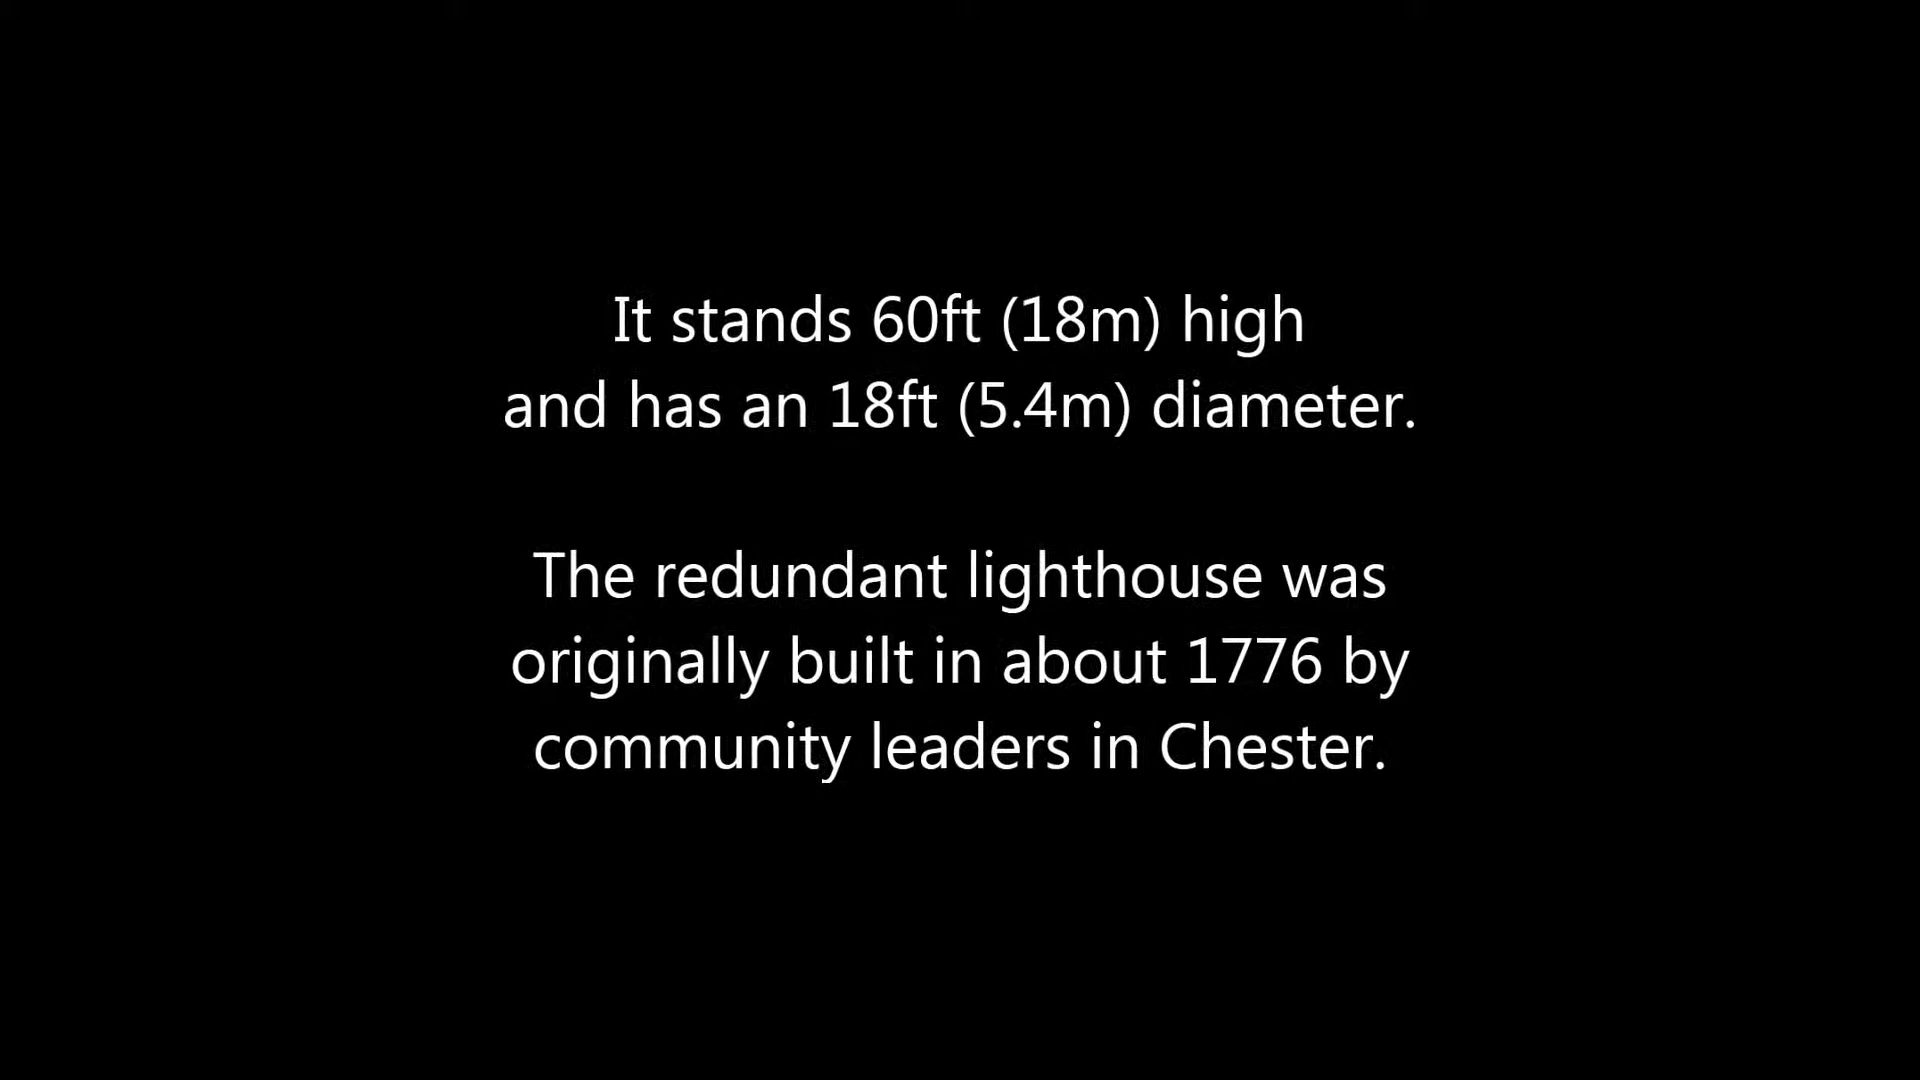 It stands 60ft (18m) high
and has an 18ft (5.4m) diameter.
The redundant lighthouse was
originally built in about 1776 by
community leaders in Chester.